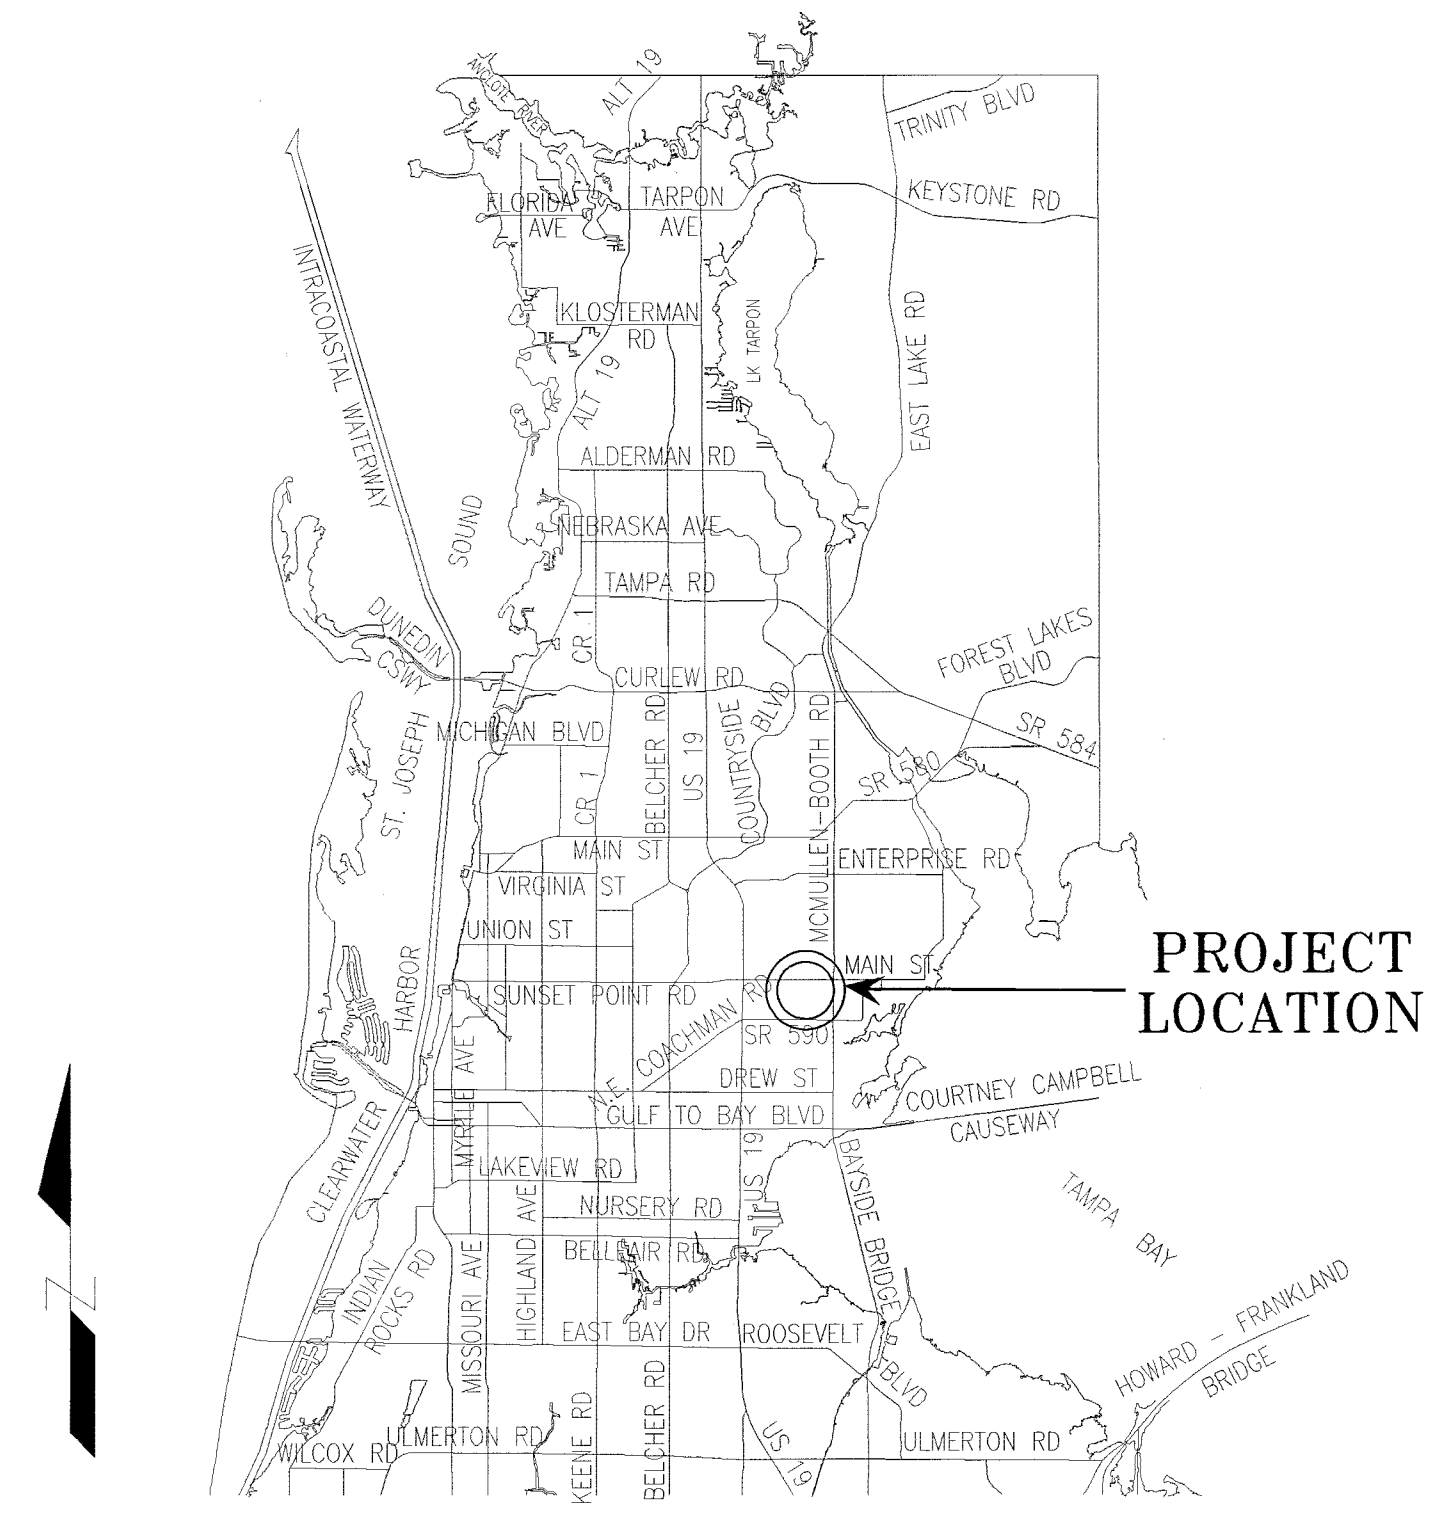 ANCLOTE RIVER
ALT 19
TRINITY BLVD
KEYSTONE RD
FLORIDA
AVE
TARPON
AVE
INTRACOASTAL WATERWAY
KLOSTERMAN
RD
LK TARPON
EAST LAKE RD
ALT 19
ALDERMAN RD
SOUND
NEBRASKA AVE
TAMPA RD
DUNEDIN
CSWY
CR 1
FOREST LAKES
BLVD
CURLEW RD
ST. JOSEPH
MICHIGAN BLVD
BELCHER RD
US 19
COUNTRYSIDE
BLVD
MCMULLEN-BOOTH RD
SR 584
SR 580
CR 1
MAIN ST
ENTERPRISE RD
VIRGINIA ST
UNION ST
HARBOR
MAIN ST
PROJECT
LOCATION
SUNSET POINT RD
N.E. COACHMAN RD
SR 590
MYRTLE AVE
DREW ST
COURTNEY CAMPBELL
CAUSEWAY
GULF TO BAY BLVD
CLEARWATER
LAKEVIEW RD
US 19
BAYSIDE BRIDGE
TAMPA BAY
NURSERY RD
HIGHLAND AVE
BELLEAIR RD
MISSOURI AVE
INDIAN
ROCKS RD
N
EAST BAY DR
ROOSEVELT
BLVD
HOWARD - FRANKLAND
BRIDGE
WILCOX RD
ULMERTON RD
KEENE RD
BELCHER RD
US 19
ULMERTON RD